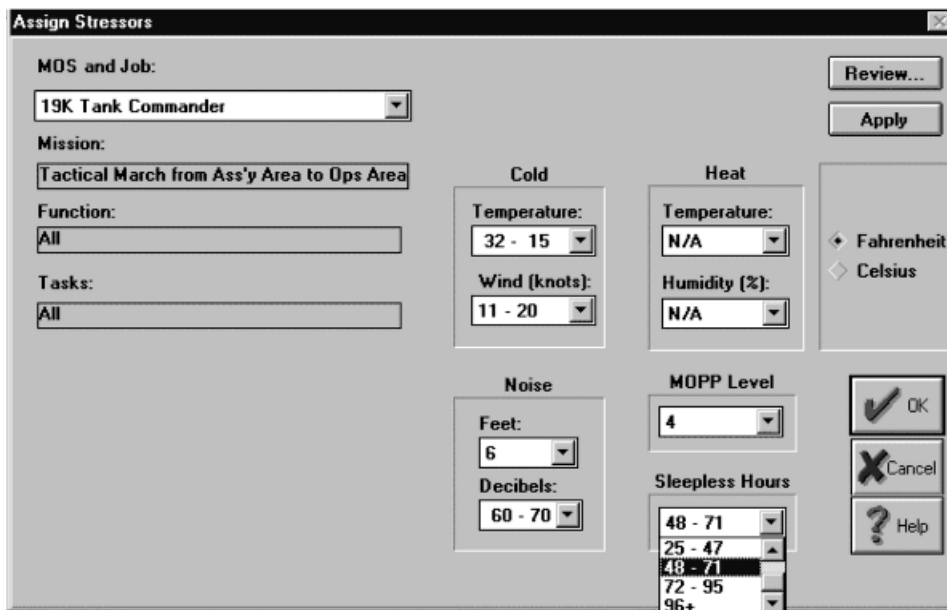 Assign Stressors
MOS and Job:
19K Tank Commander
Mission:
Tactical March from Ass'y Area to Ops Area
Function:
All
Tasks:
All
Review...
Apply
Cold
Temperature:
32 - 15
Wind (knots):
11 - 20
Heat
Temperature:
N/A
Humidity (%):
N/A
Fahrenheit
Celsius
Noise
Feet:
6
Decibels:
60 - 70
MOPP Level
4
Sleepless Hours
48 - 71
25 - 47
48 - 71
72 - 95
96+
OK
Cancel
Help